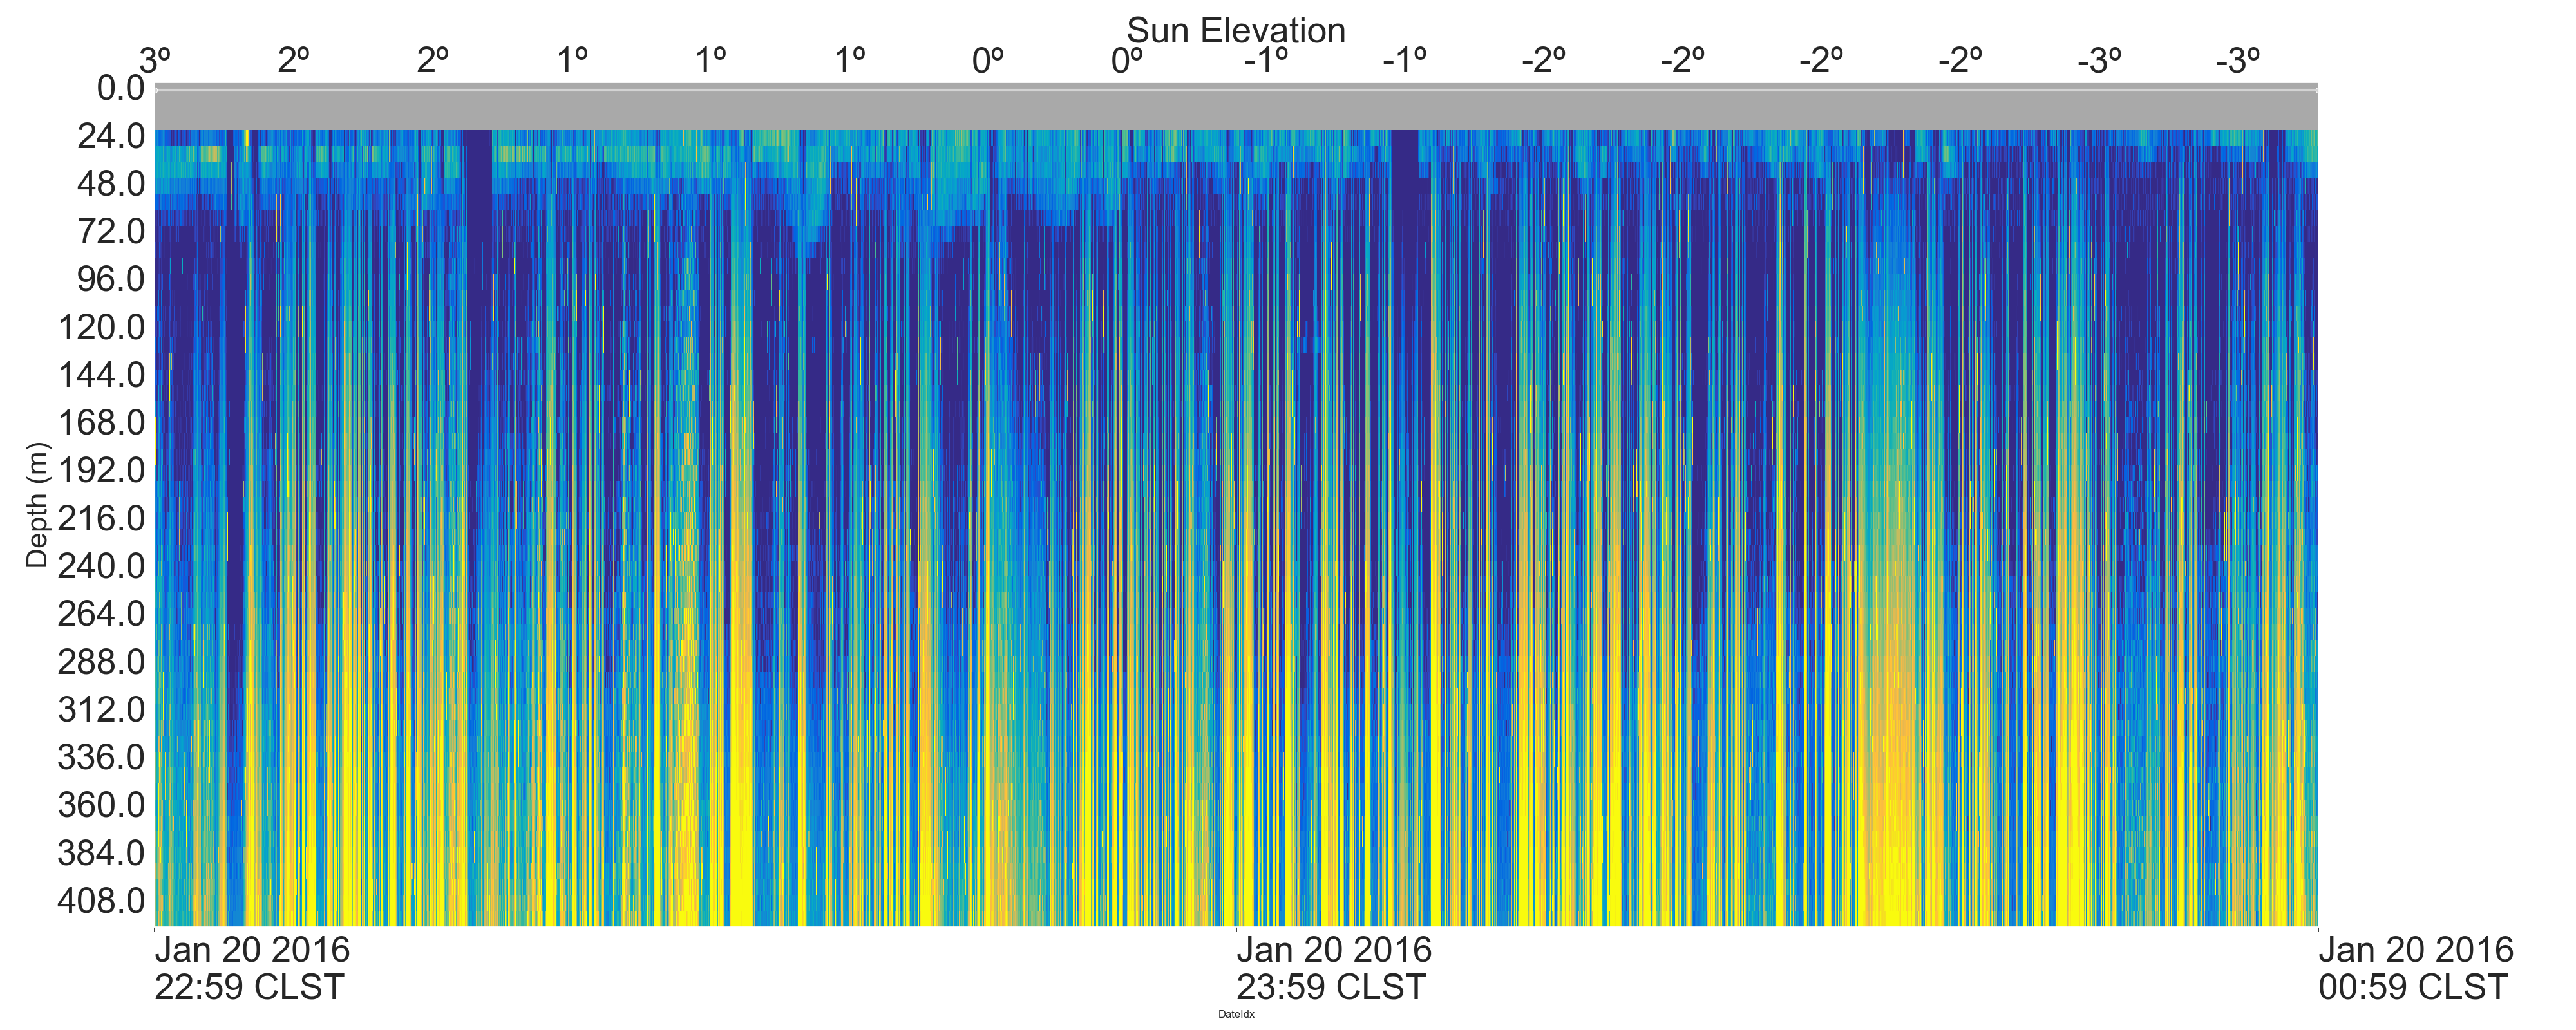 Sun Elevation
3º 2º 2º 1º 1º 1º 0º 0º -1º -1º -2º -2º -2º -2º -3º -3º
0.0
24.0
48.0
72.0
96.0
120.0
144.0
168.0
192.0
216.0
240.0
264.0
288.0
312.0
336.0
360.0
384.0
408.0
Depth (m)
Jan 20 2016
22:59 CLST
Jan 20 2016
23:59 CLST
Jan 20 2016
00:59 CLST
DateIdx